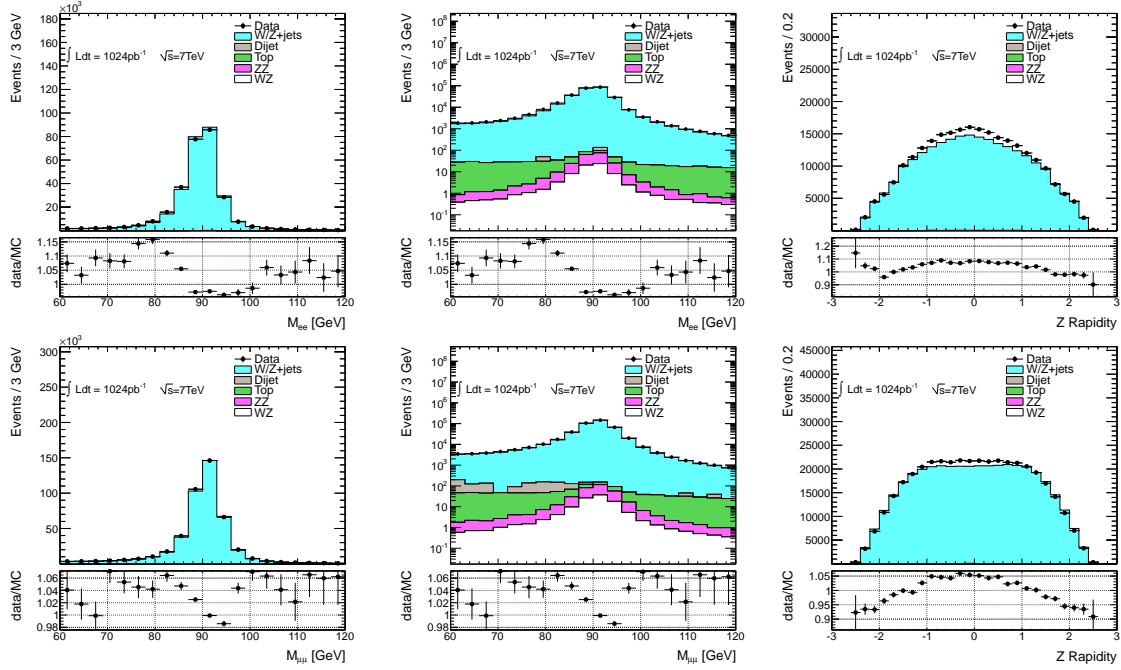 ×10³
Events / 3 GeV
180
160
140
120
100
80
60
40
20
∫ Ldt = 1024pb⁻¹ √s=7TeV
Data
W/Z+jets
Dijet
Top
ZZ
WZ
data/MC
1.15
1.1
1.05
1
60 70 80 90 100 110 120
M_ee [GeV]
Events / 3 GeV
10⁸
10⁷
10⁶
10⁵
10⁴
10³
10²
10
1
10⁻¹
∫ Ldt = 1024pb⁻¹ √s=7TeV
Data
W/Z+jets
Dijet
Top
ZZ
WZ
data/MC
1.15
1.1
1.05
1
60 70 80 90 100 110 120
M_ee [GeV]
Events / 0.2
30000
25000
20000
15000
10000
5000
0
∫ Ldt = 1024pb⁻¹ √s=7TeV
Data
W/Z+jets
Dijet
Top
ZZ
WZ
data/MC
1.2
1.1
1
0.9
-3 -2 -1 0 1 2 3
Z Rapidity
×10³
Events / 3 GeV
300
250
200
150
100
50
∫ Ldt = 1024pb⁻¹ √s=7TeV
Data
W/Z+jets
Dijet
Top
ZZ
WZ
data/MC
1.06
1.04
1.02
1
0.98
60 70 80 90 100 110 120
M_μμ [GeV]
Events / 3 GeV
10⁸
10⁷
10⁶
10⁵
10⁴
10³
10²
10
1
10⁻¹
∫ Ldt = 1024pb⁻¹ √s=7TeV
Data
W/Z+jets
Dijet
Top
ZZ
WZ
data/MC
1.06
1.04
1.02
1
0.98
60 70 80 90 100 110 120
M_μμ [GeV]
Events / 0.2
45000
40000
35000
30000
25000
20000
15000
10000
5000
0
∫ Ldt = 1024pb⁻¹ √s=7TeV
Data
W/Z+jets
Dijet
Top
ZZ
WZ
data/MC
1.05
1
0.95
0.9
-3 -2 -1 0 1 2 3
Z Rapidity